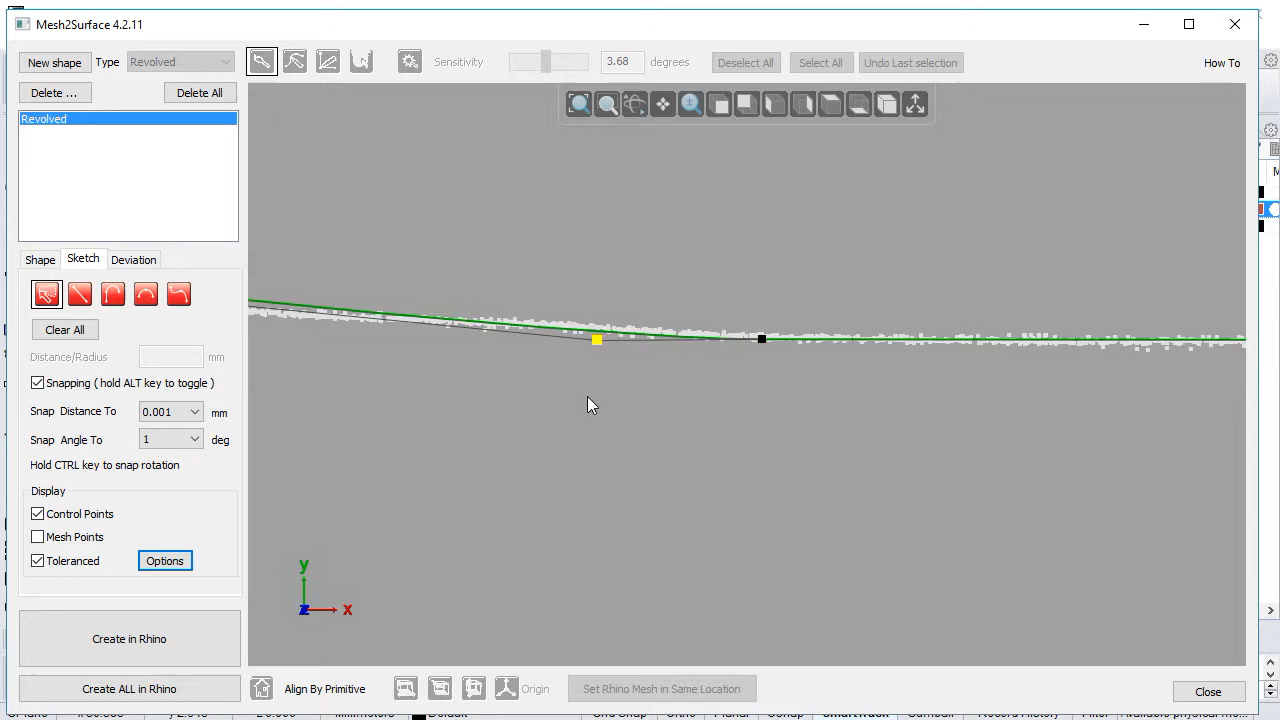 Mesh2Surface 4.2.11
New shape Type Revolved Sensitivity 3.68 degrees Deselect All Select All Undo Last selection How To
Delete ... Delete All
Revolved
Shape Sketch Deviation
Clear All
Distance/Radius mm
Snapping ( hold ALT key to toggle )
Snap Distance To 0.001 mm
Snap Angle To 1 deg
Hold CTRL key to snap rotation
Display
Control Points
Mesh Points
Toleranced Options
y
z x
Create in Rhino
Create ALL in Rhino Align By Primitive Origin Set Rhino Mesh in Same Location Close